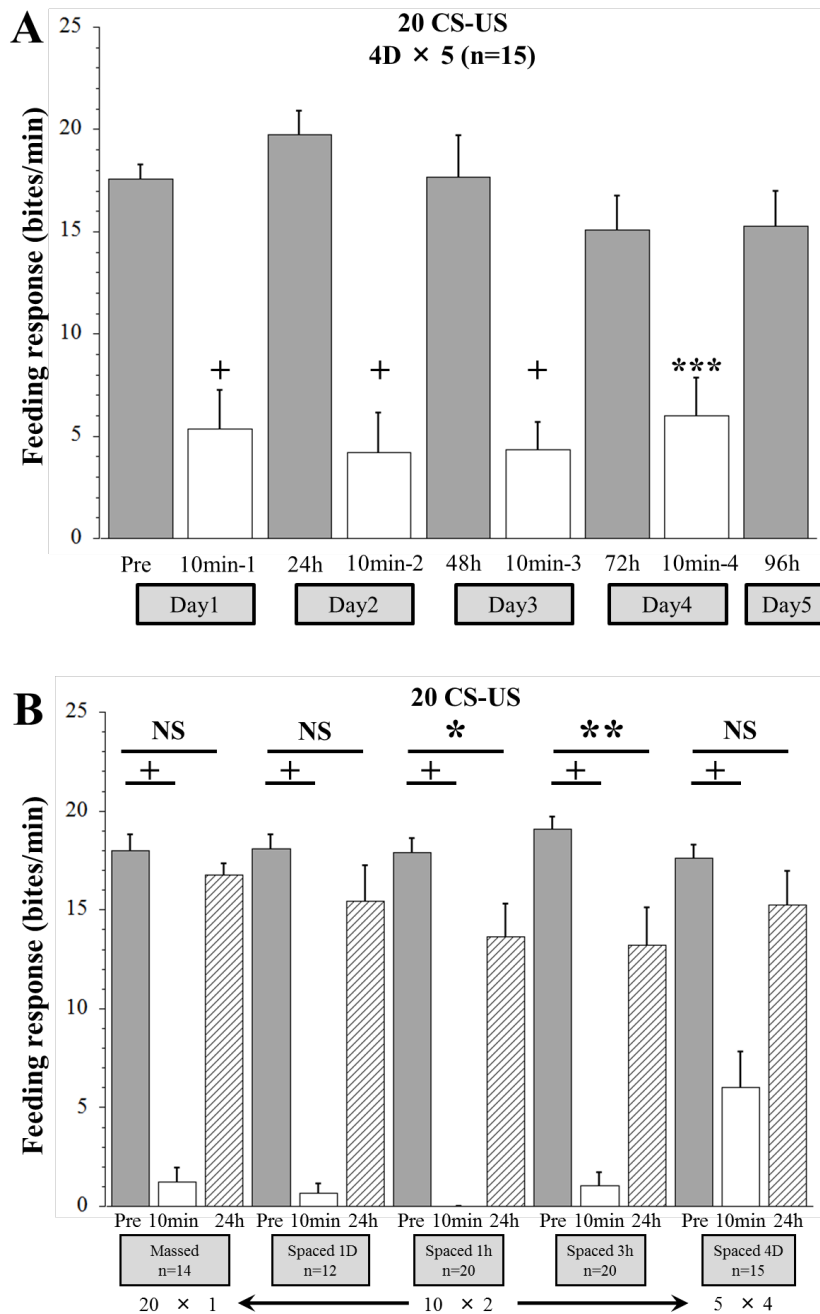 A
20 CS-US
4D × 5 (n=15)
Feeding response (bites/min)
25
20
15
10
5
0
+
+
+
***
Pre 10min-1 24h 10min-2 48h 10min-3 72h 10min-4 96h
Day1 Day2 Day3 Day4 Day5
B
20 CS-US
Feeding response (bites/min)
25
20
15
10
5
0
NS NS * ** NS
+ + + + +
Pre 10min 24h Pre 10min 24h Pre 10min 24h Pre 10min 24h Pre 10min 24h
Massed Spaced 1D Spaced 1h Spaced 3h Spaced 4D
n=14 n=12 n=20 n=20 n=15
20 × 1 10 × 2 5 × 4